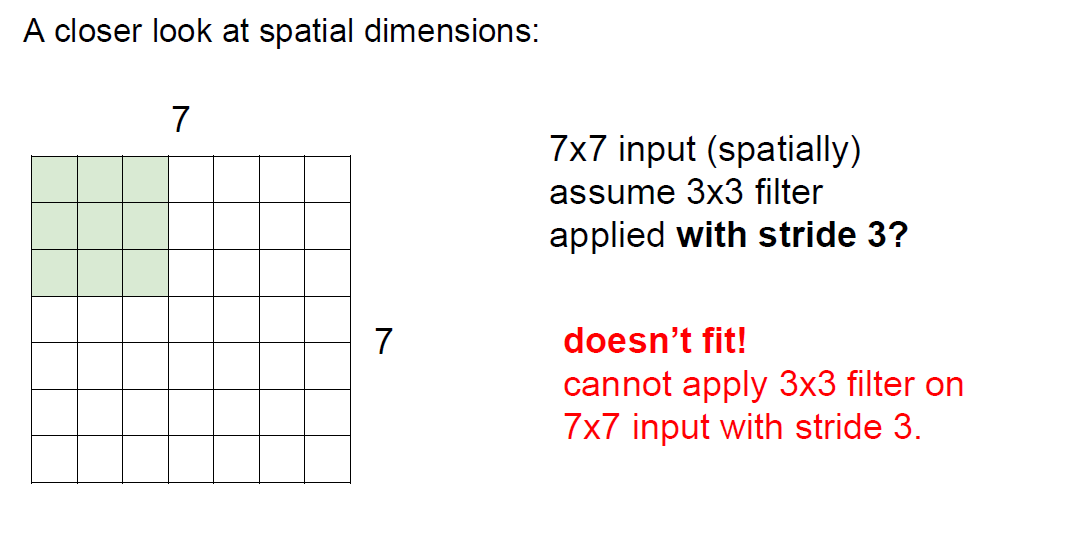 A closer look at spatial dimensions:
7
7x7 input (spatially)
assume 3x3 filter
applied with stride 3?
7
doesn’t fit!
cannot apply 3x3 filter on
7x7 input with stride 3.